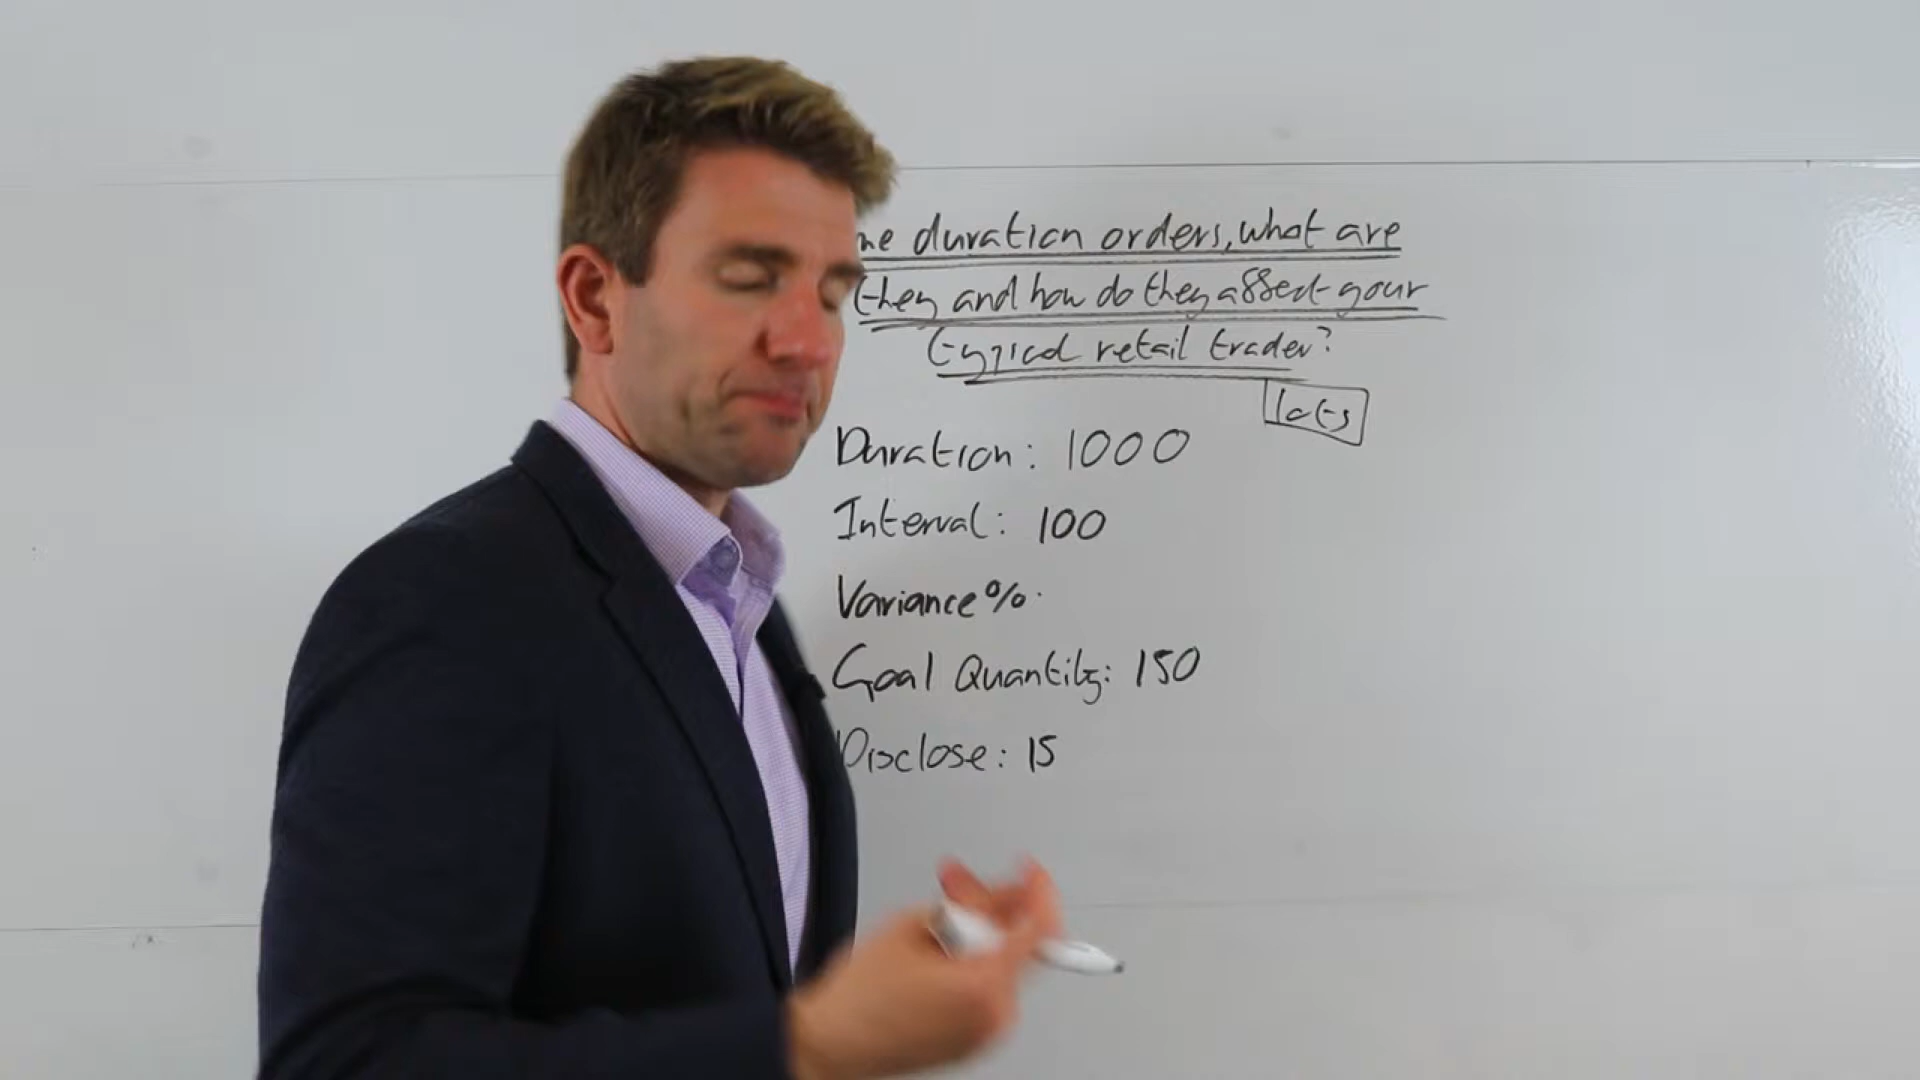 me duration orders, what are
they and how do they affect your
typical retail trader?
lots
Duration: 1000
Interval: 100
Variance %
Goal Quantity: 150
Disclose: 15